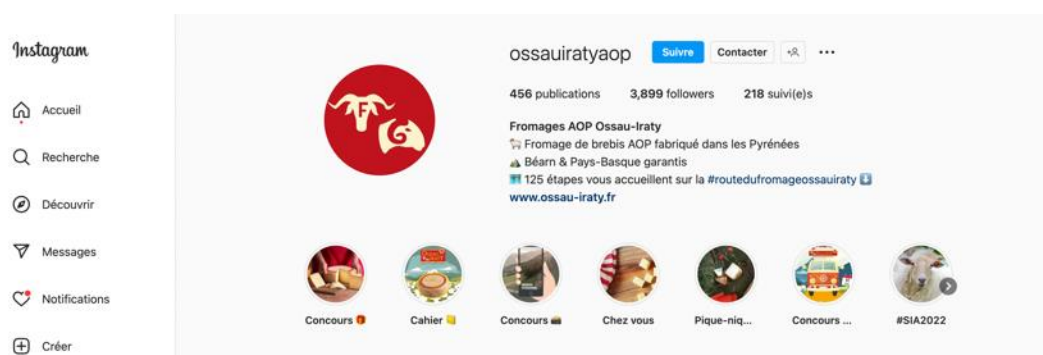 Instagram
Accueil
Recherche
Découvrir
Messages
Notifications
Créer
ossauiratyaop Suivre Contacter
456 publications 3,899 followers 218 suivi(e)s
Fromages AOP Ossau-Iraty
🐑 Fromage de brebis AOP fabriqué dans les Pyrénées
⛰️ Béarn & Pays-Basque garantis
🗺️ 125 étapes vous accueillent sur la #routedufromageossauiraty ⬇️
www.ossau-iraty.fr
Concours 🎁 Cahier 📒 Concours 📸 Chez vous Pique-niq... Concours ... #SIA2022